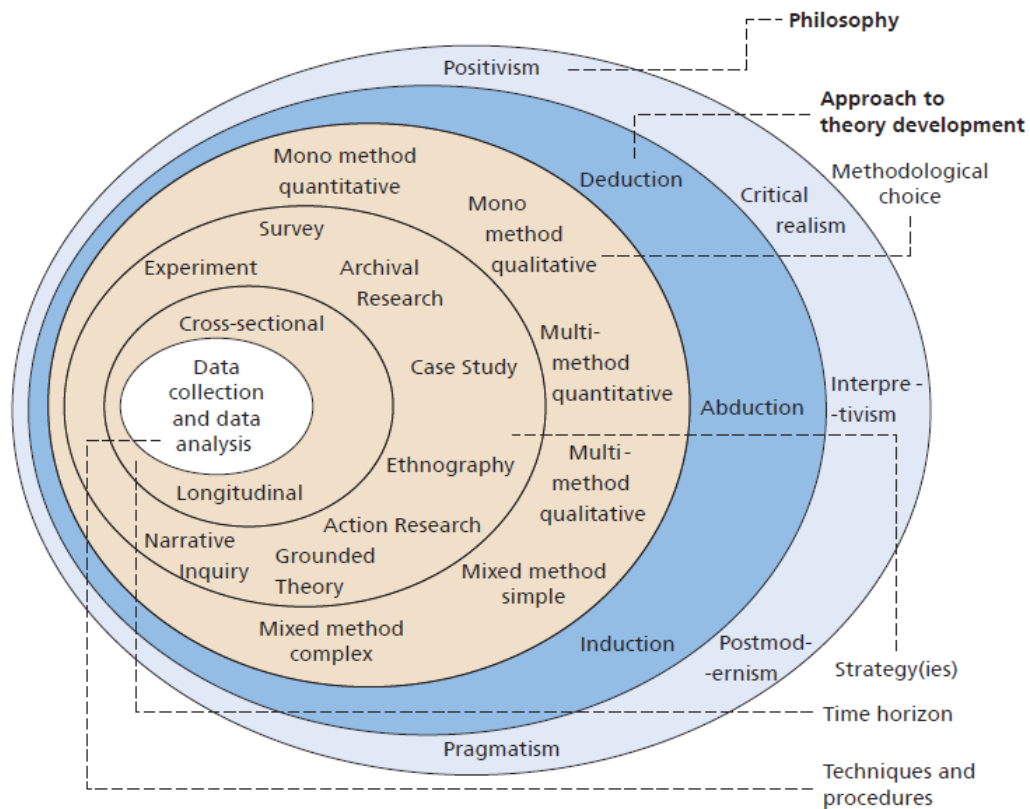 Philosophy
Positivism
Approach to
theory development
Mono method
quantitative
Deduction
Methodological
choice
Critical
realism
Mono
method
qualitative
Survey
Experiment
Archival
Research
Cross-sectional
Multi-
method
quantitative
Data
collection
and data
analysis
Case Study
Abduction
Interpre -
-tivism
Ethnography
Multi -
method
qualitative
Longitudinal
Action Research
Narrative
Inquiry
Grounded
Theory
Mixed method
simple
Mixed method
complex
Induction
Postmod-
-ernism
Strategy(ies)
Time horizon
Pragmatism
Techniques and
procedures